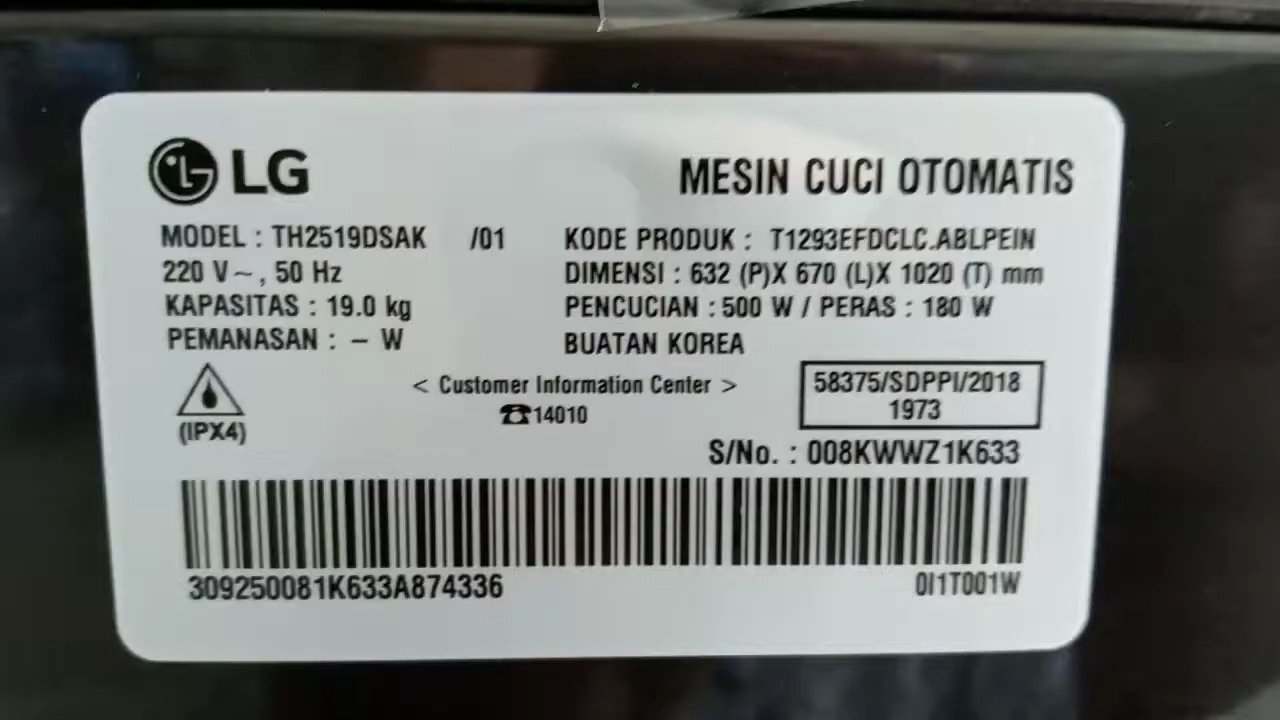 LG
MESIN CUCI OTOMATIS
MODEL : TH2519DSAK /01
KODE PRODUK : T1293EFDCLC.ABLPEIN
220 V~, 50 Hz
DIMENSI : 632 (P)X 670 (L)X 1020 (T) mm
KAPASITAS : 19.0 kg
PENCUCIAN : 500 W / PERAS : 180 W
PEMANASAN : – W
BUATAN KOREA
< Customer Information Center >
☎14010
(IPX4)
58375/SDPPI/2018
1973
S/No. : 008KWWZ1K633
309250081K633A874336
0I1T001W